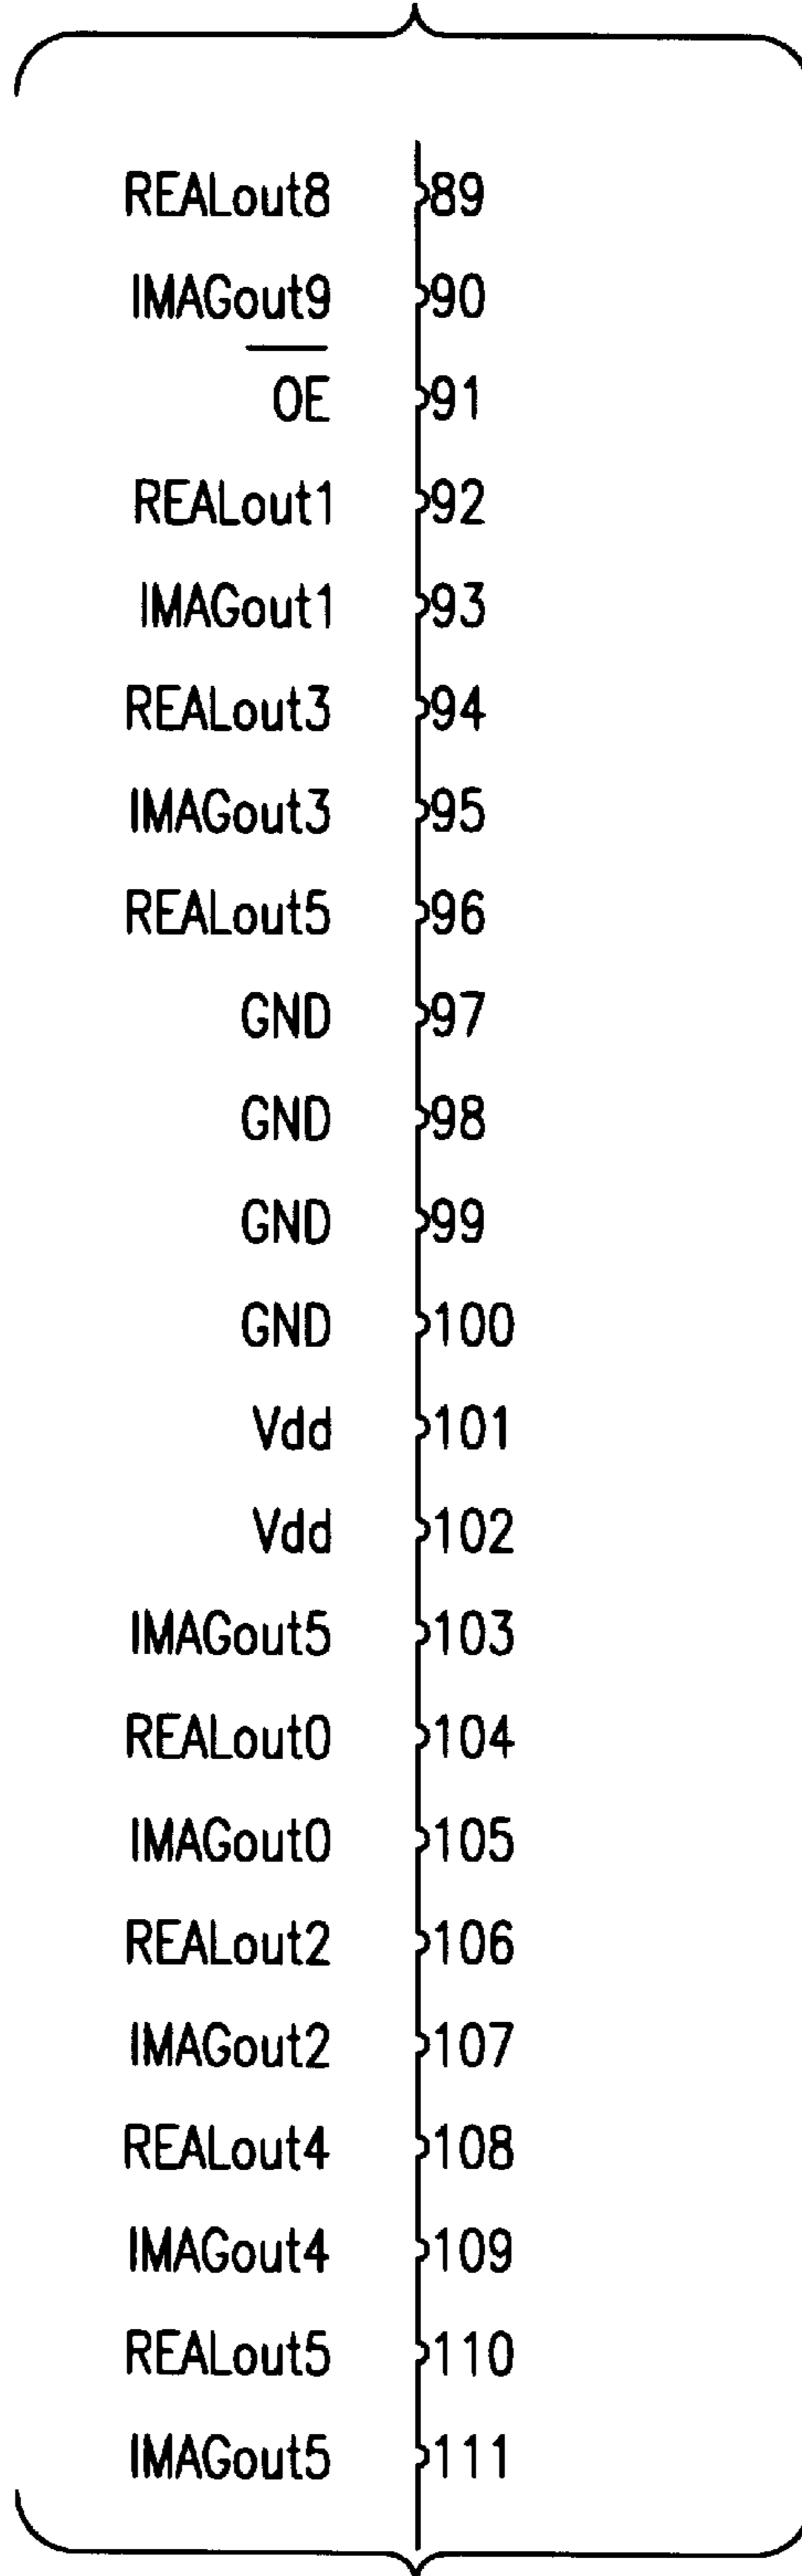 REALout8 89
IMAGout9 90
O̅E̅ 91
REALout1 92
IMAGout1 93
REALout3 94
IMAGout3 95
REALout5 96
GND 97
GND 98
GND 99
GND 100
Vdd 101
Vdd 102
IMAGout5 103
REALout0 104
IMAGout0 105
REALout2 106
IMAGout2 107
REALout4 108
IMAGout4 109
REALout5 110
IMAGout5 111